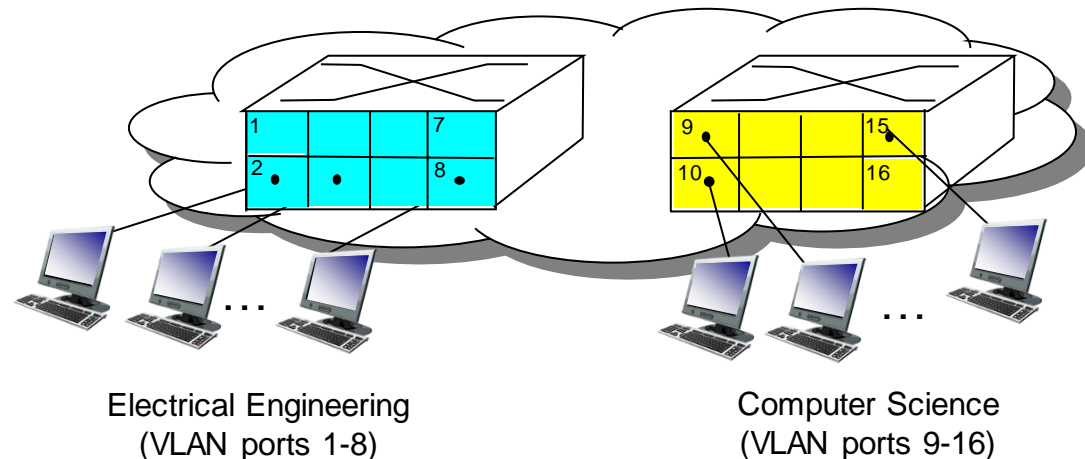 1 7
2 8
9 15
10 16
...
...
Electrical Engineering
(VLAN ports 1-8)
Computer Science
(VLAN ports 9-16)